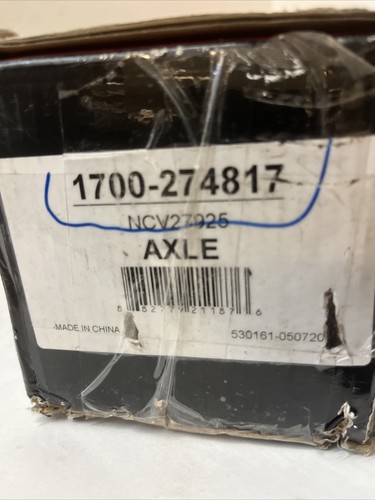 1700-274817
NCV27925
AXLE
MADE IN CHINA
530161-050720